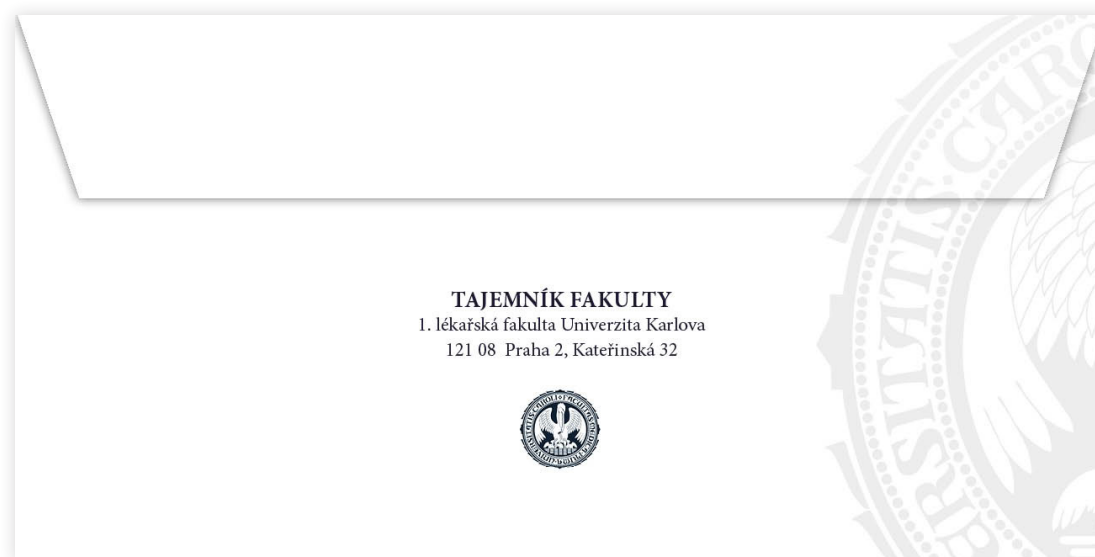 TAJEMNÍK FAKULTY
1. lékařská fakulta Univerzita Karlova
121 08 Praha 2, Kateřinská 32